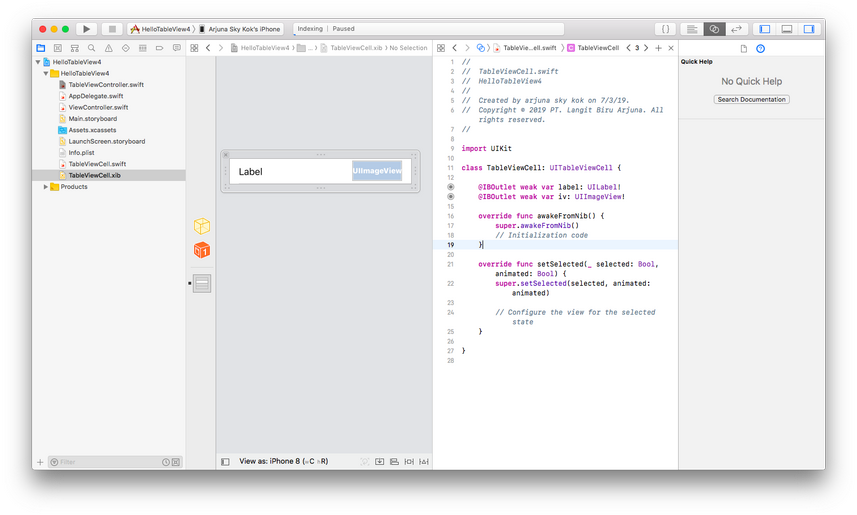 HelloTableView4 〉 Arjuna Sky Kok's iPhone
Indexing | Paused
HelloTableView4 〉 ... 〉 TableViewCell.xib 〉 No Selection
TableVie...ell.swift 〉 C TableViewCell
3
HelloTableView4
HelloTableView4
TableViewController.swift
AppDelegate.swift
ViewController.swift
Main.storyboard
Assets.xcassets
LaunchScreen.storyboard
Info.plist
TableViewCell.swift
TableViewCell.xib
Products
Filter
Label
UIImageView
View as: iPhone 8 (wC hR)
1 //
2 // TableViewCell.swift
3 // HelloTableView4
4 //
5 // Created by arjuna sky kok on 7/3/19.
6 // Copyright © 2019 PT. Langit Biru Arjuna. All
rights reserved.
7 //
8
9 import UIKit
10
11 class TableViewCell: UITableViewCell {
12
@IBOutlet weak var label: UILabel!
@IBOutlet weak var iv: UIImageView!
15
16 override func awakeFromNib() {
17 super.awakeFromNib()
18 // Initialization code
19 }
20
21 override func setSelected(_ selected: Bool,
animated: Bool) {
22 super.setSelected(selected, animated:
animated)
23
24 // Configure the view for the selected
state
25 }
26
27 }
28
Quick Help
No Quick Help
Search Documentation